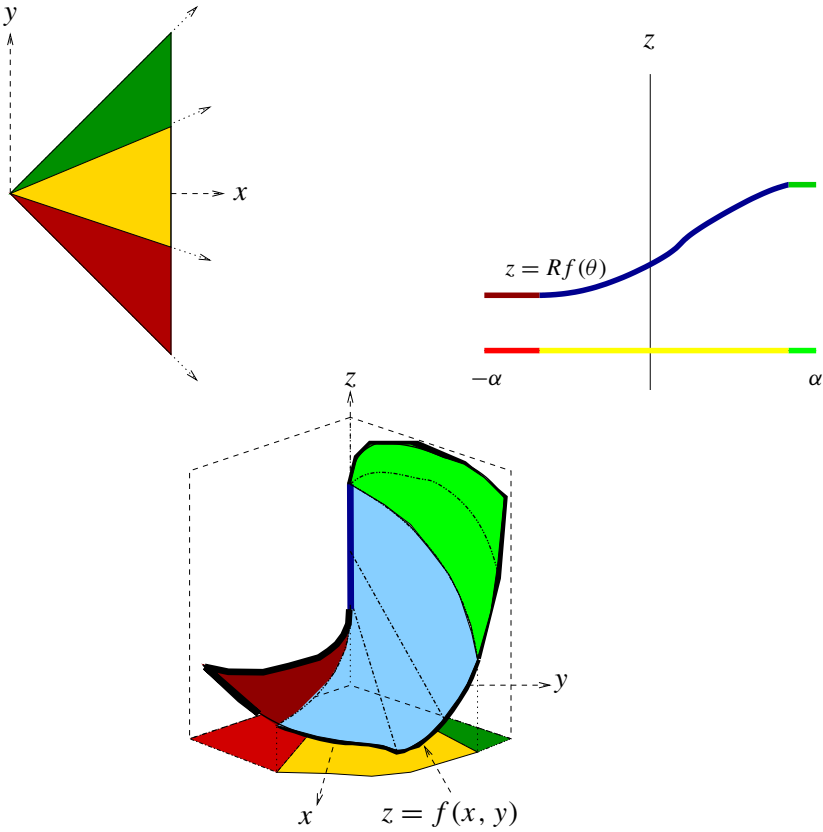 y
x
z
z = Rf(θ)
−α
α
z
y
x
z = f(x, y)